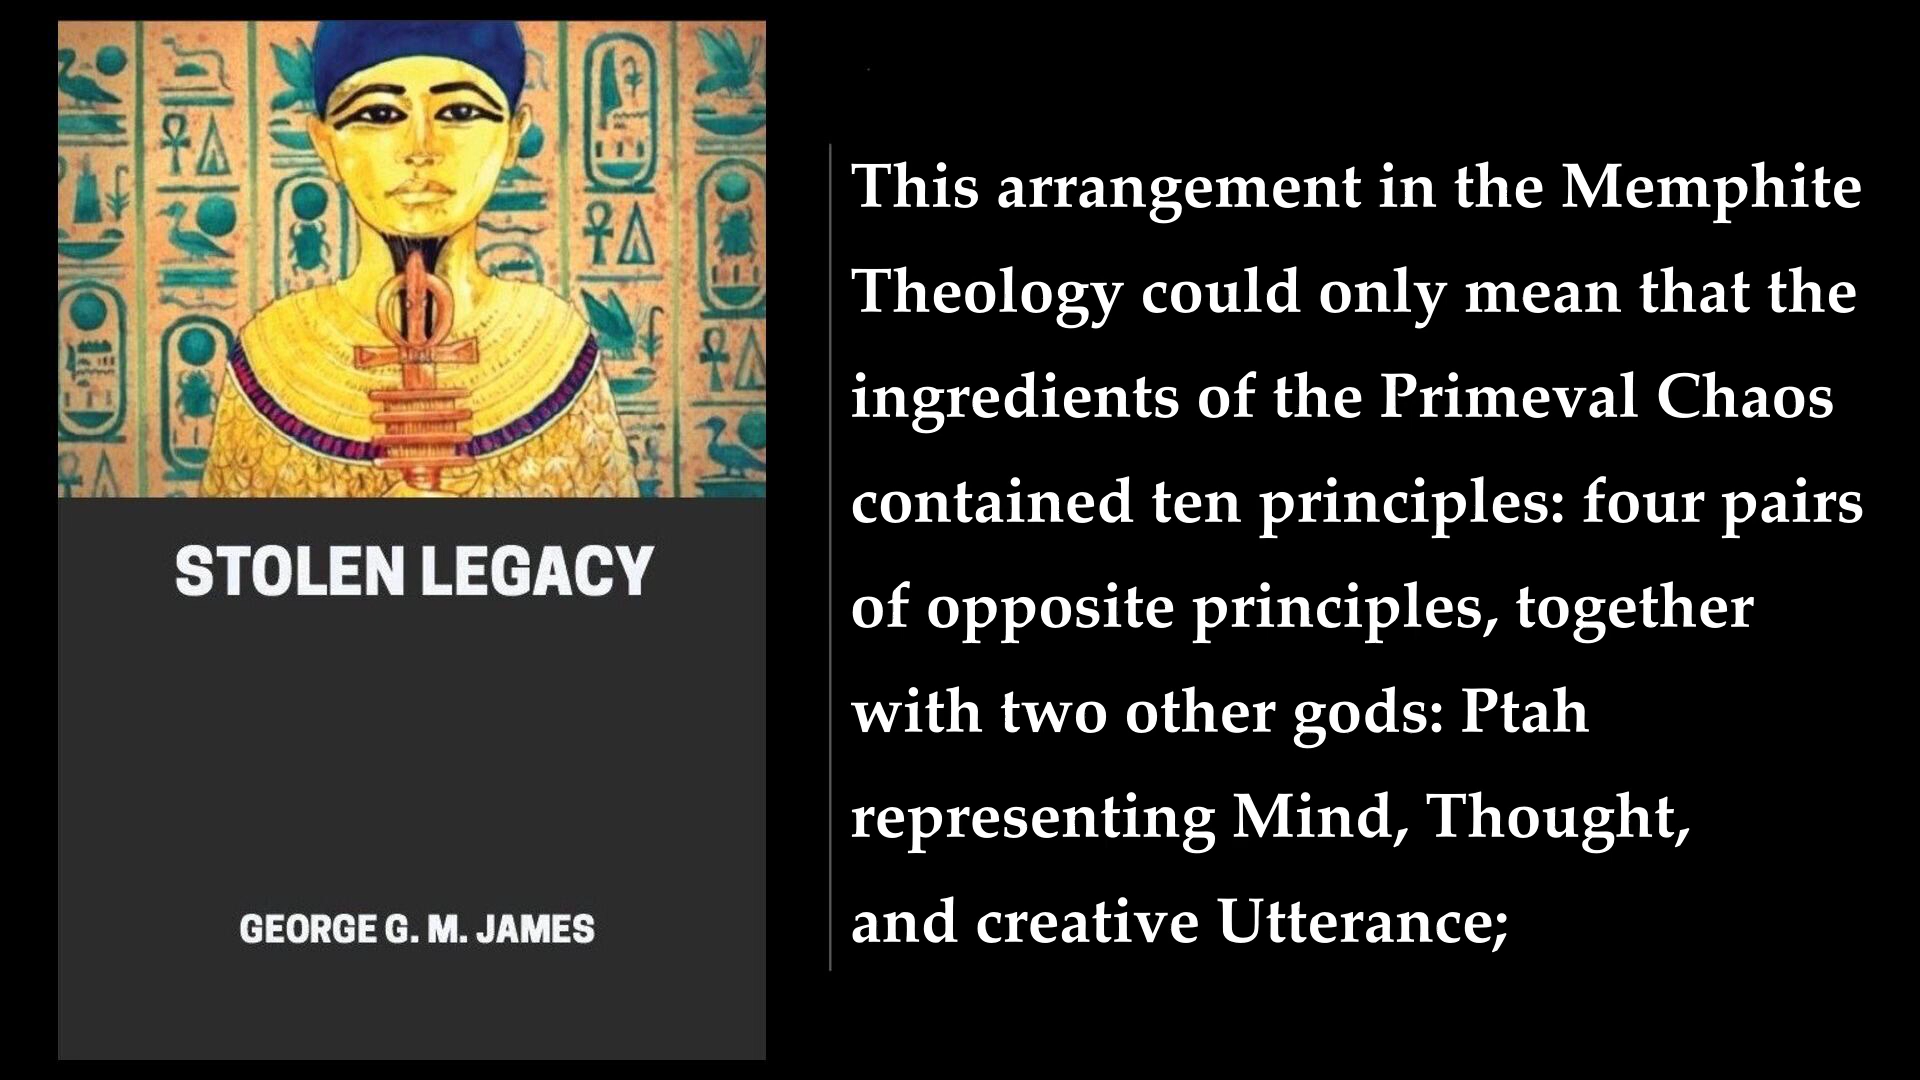 STOLEN LEGACY
GEORGE G. M. JAMES
This arrangement in the Memphite
Theology could only mean that the
ingredients of the Primeval Chaos
contained ten principles: four pairs
of opposite principles, together
with two other gods: Ptah
representing Mind, Thought,
and creative Utterance;